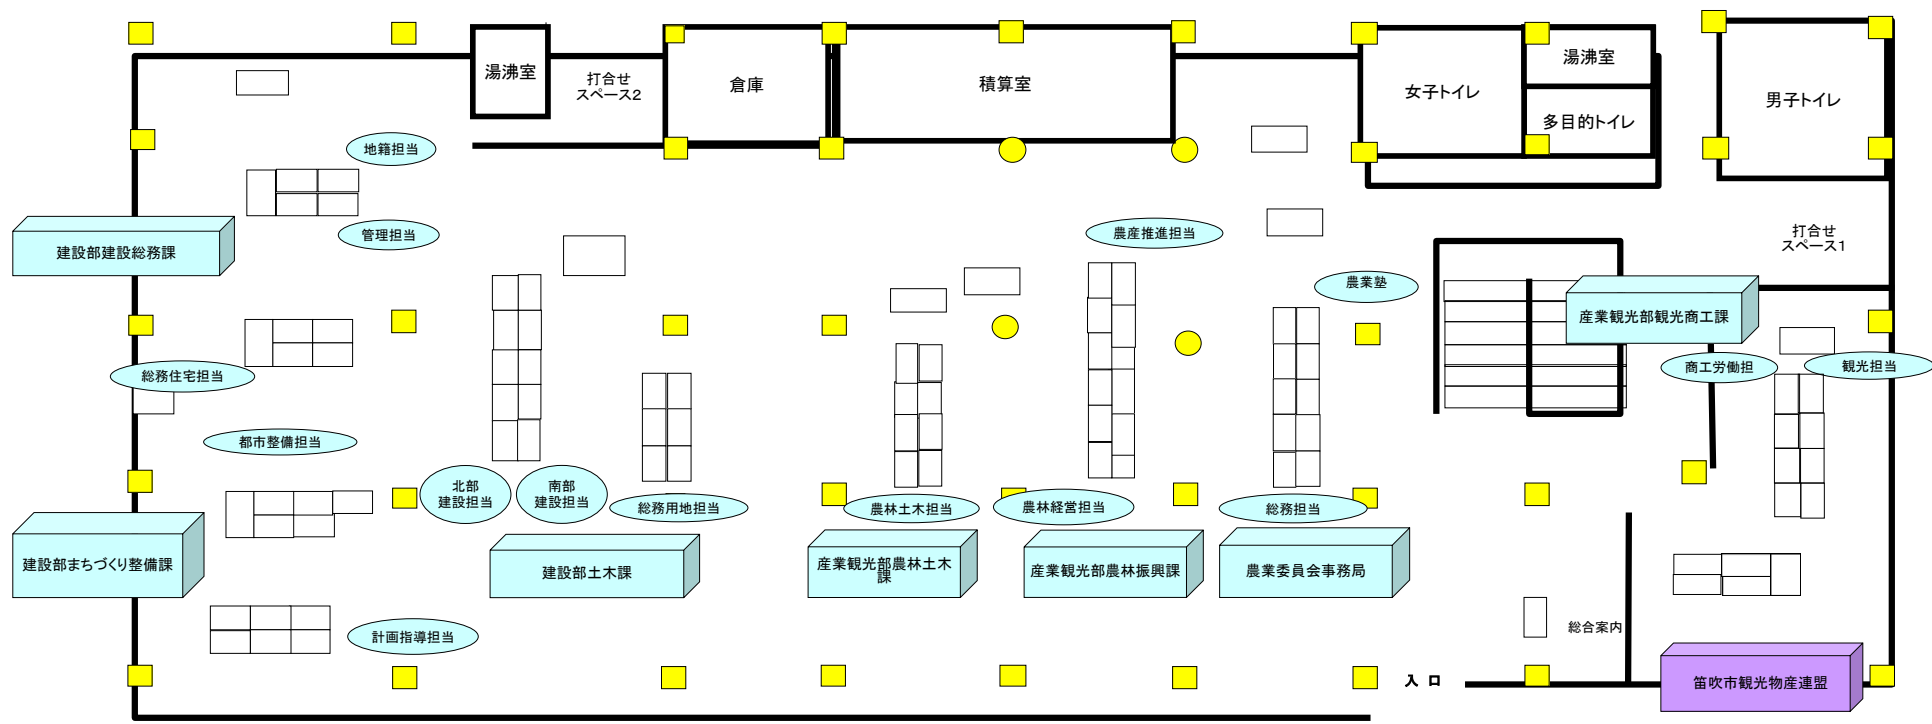 湯沸室
打合せ
スペース2
倉庫
積算室
女子トイレ
湯沸室
多目的トイレ
男子トイレ
地籍担当
管理担当
建設部建設総務課
農産推進担当
打合せ
スペース1
農業塾
産業観光部観光商工課
総務住宅担当
商工労働担
観光担当
都市整備担当
北部
建設担当
南部
建設担当
総務用地担当
農林土木担当
農林経営担当
総務担当
建設部まちづくり整備課
建設部土木課
産業観光部農林土木
課
産業観光部農林振興課
農業委員会事務局
計画指導担当
総合案内
入 口
笛吹市観光物産連盟